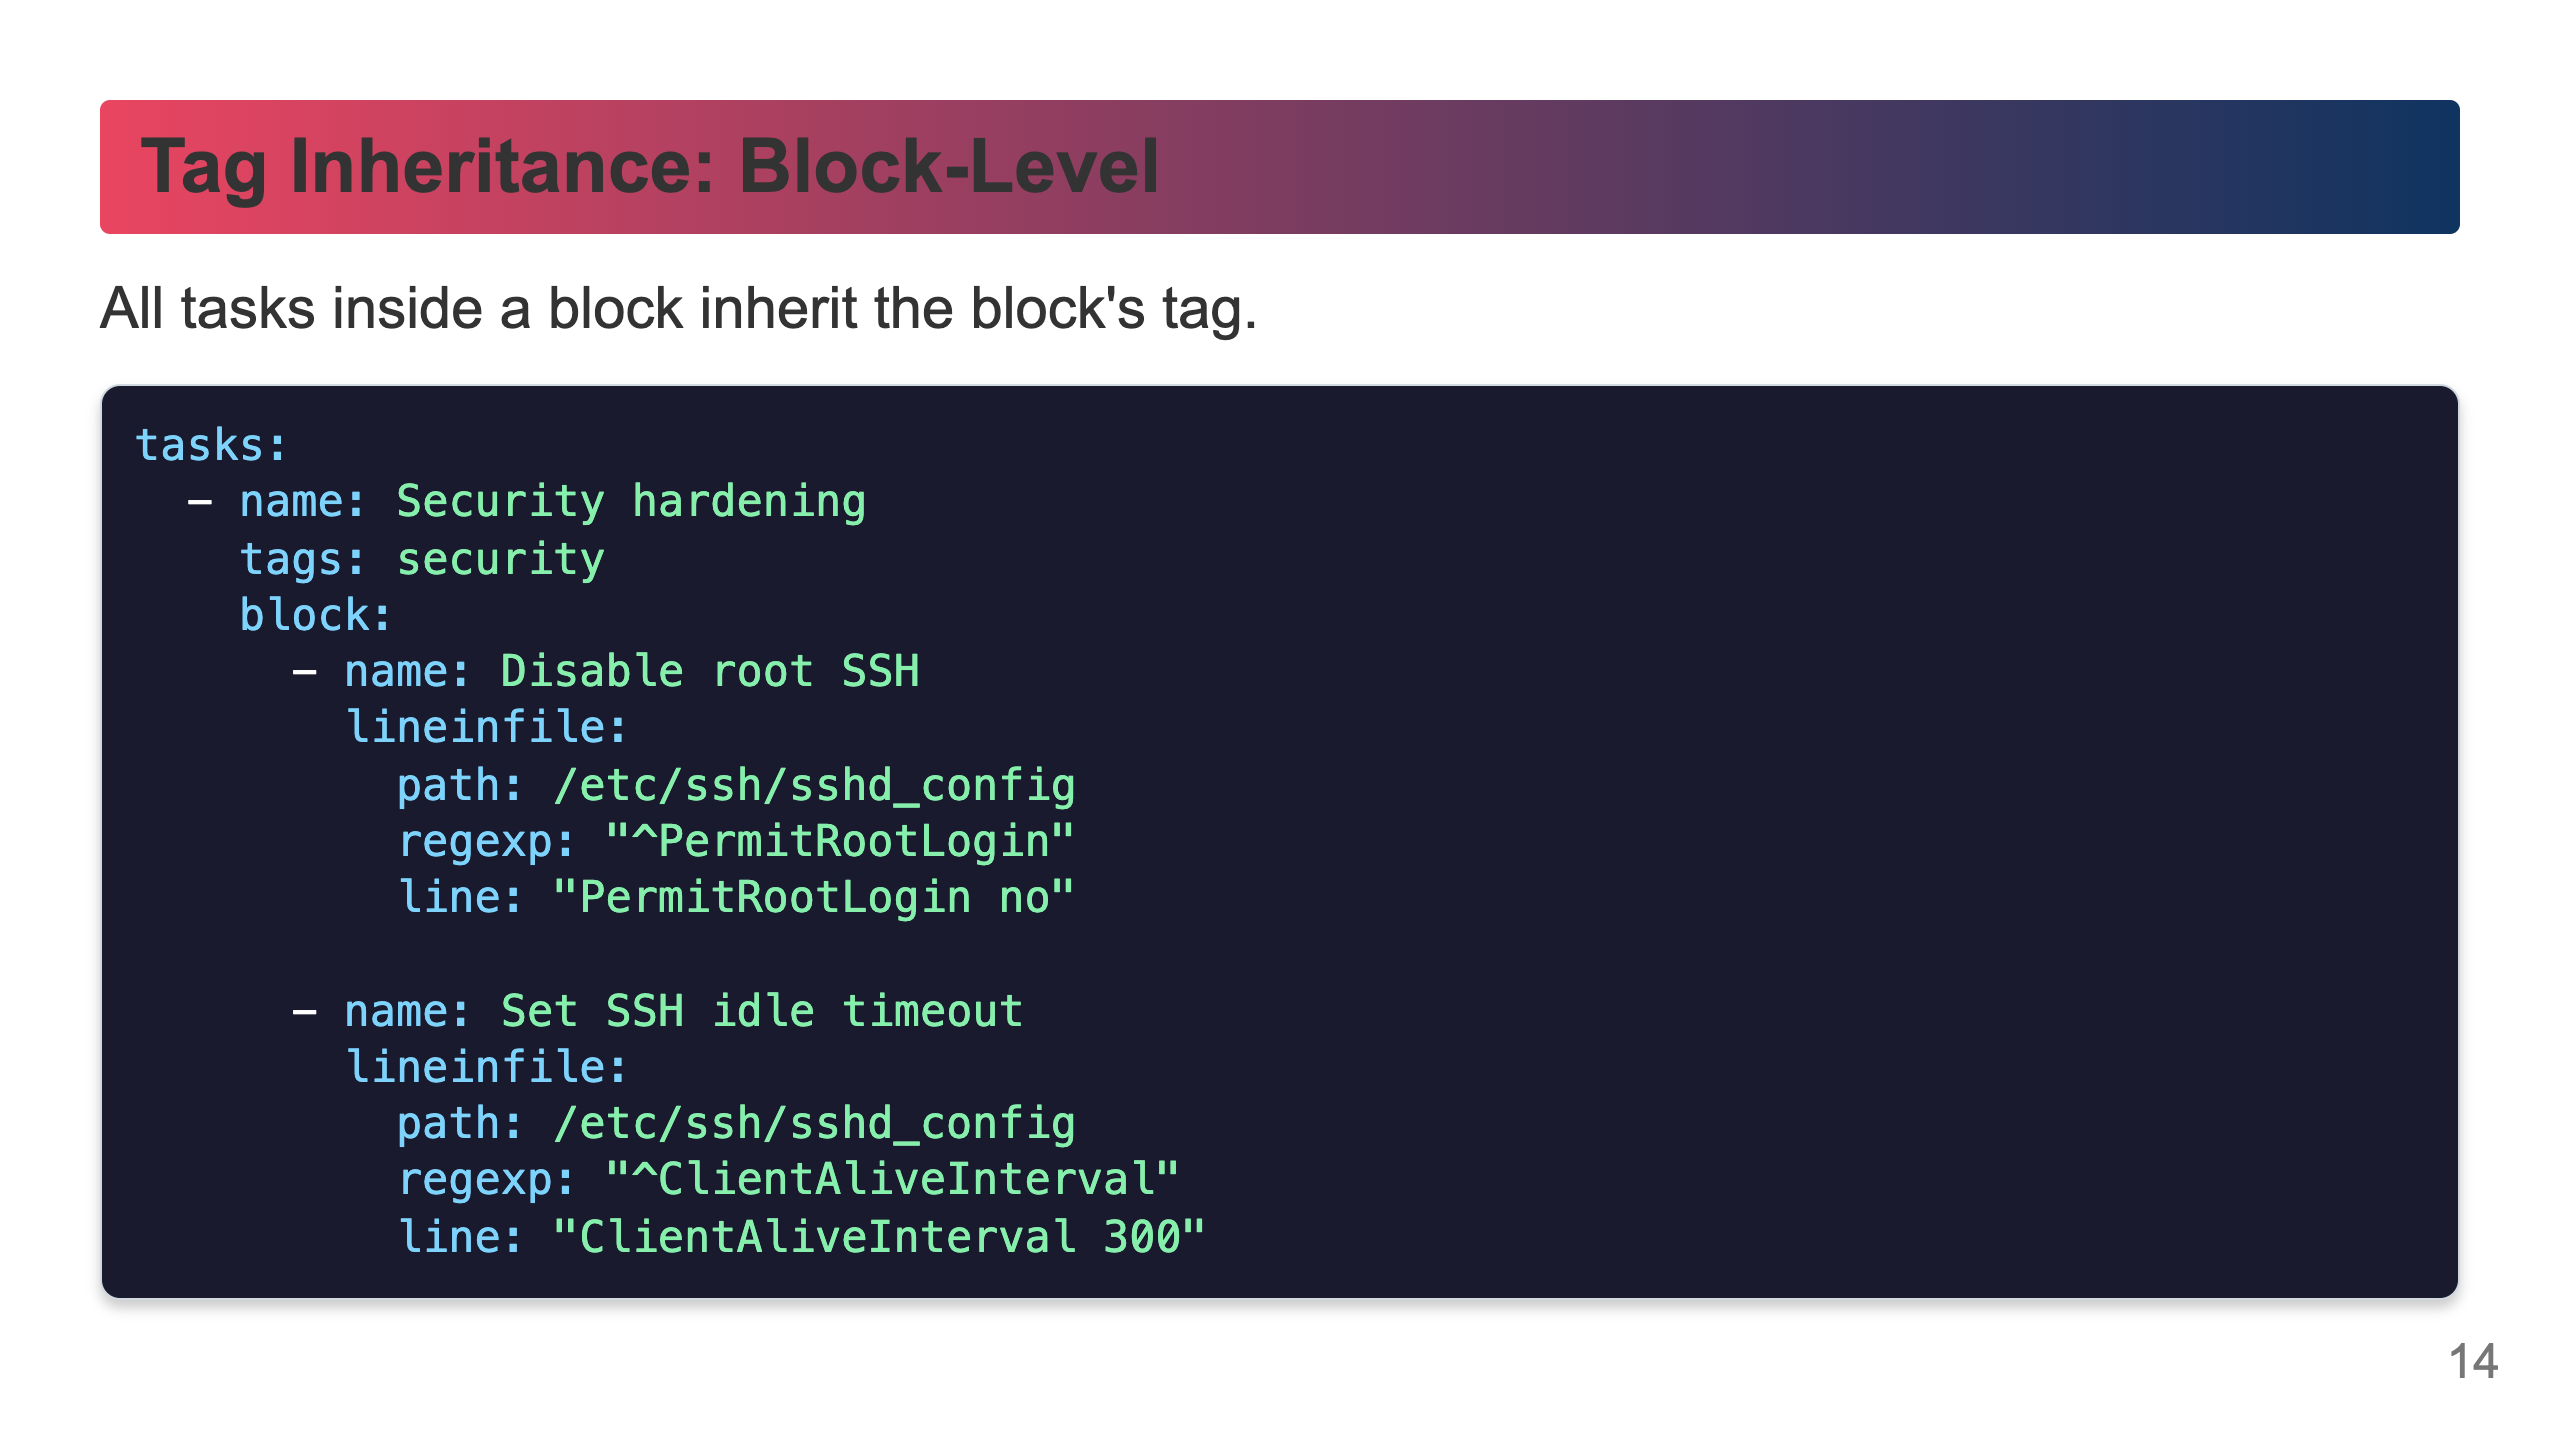 Tag Inheritance: Block-Level
All tasks inside a block inherit the block's tag.
tasks:
  - name: Security hardening
    tags: security
    block:
      - name: Disable root SSH
        lineinfile:
          path: /etc/ssh/sshd_config
          regexp: "^PermitRootLogin"
          line: "PermitRootLogin no"

      - name: Set SSH idle timeout
        lineinfile:
          path: /etc/ssh/sshd_config
          regexp: "^ClientAliveInterval"
          line: "ClientAliveInterval 300"
14